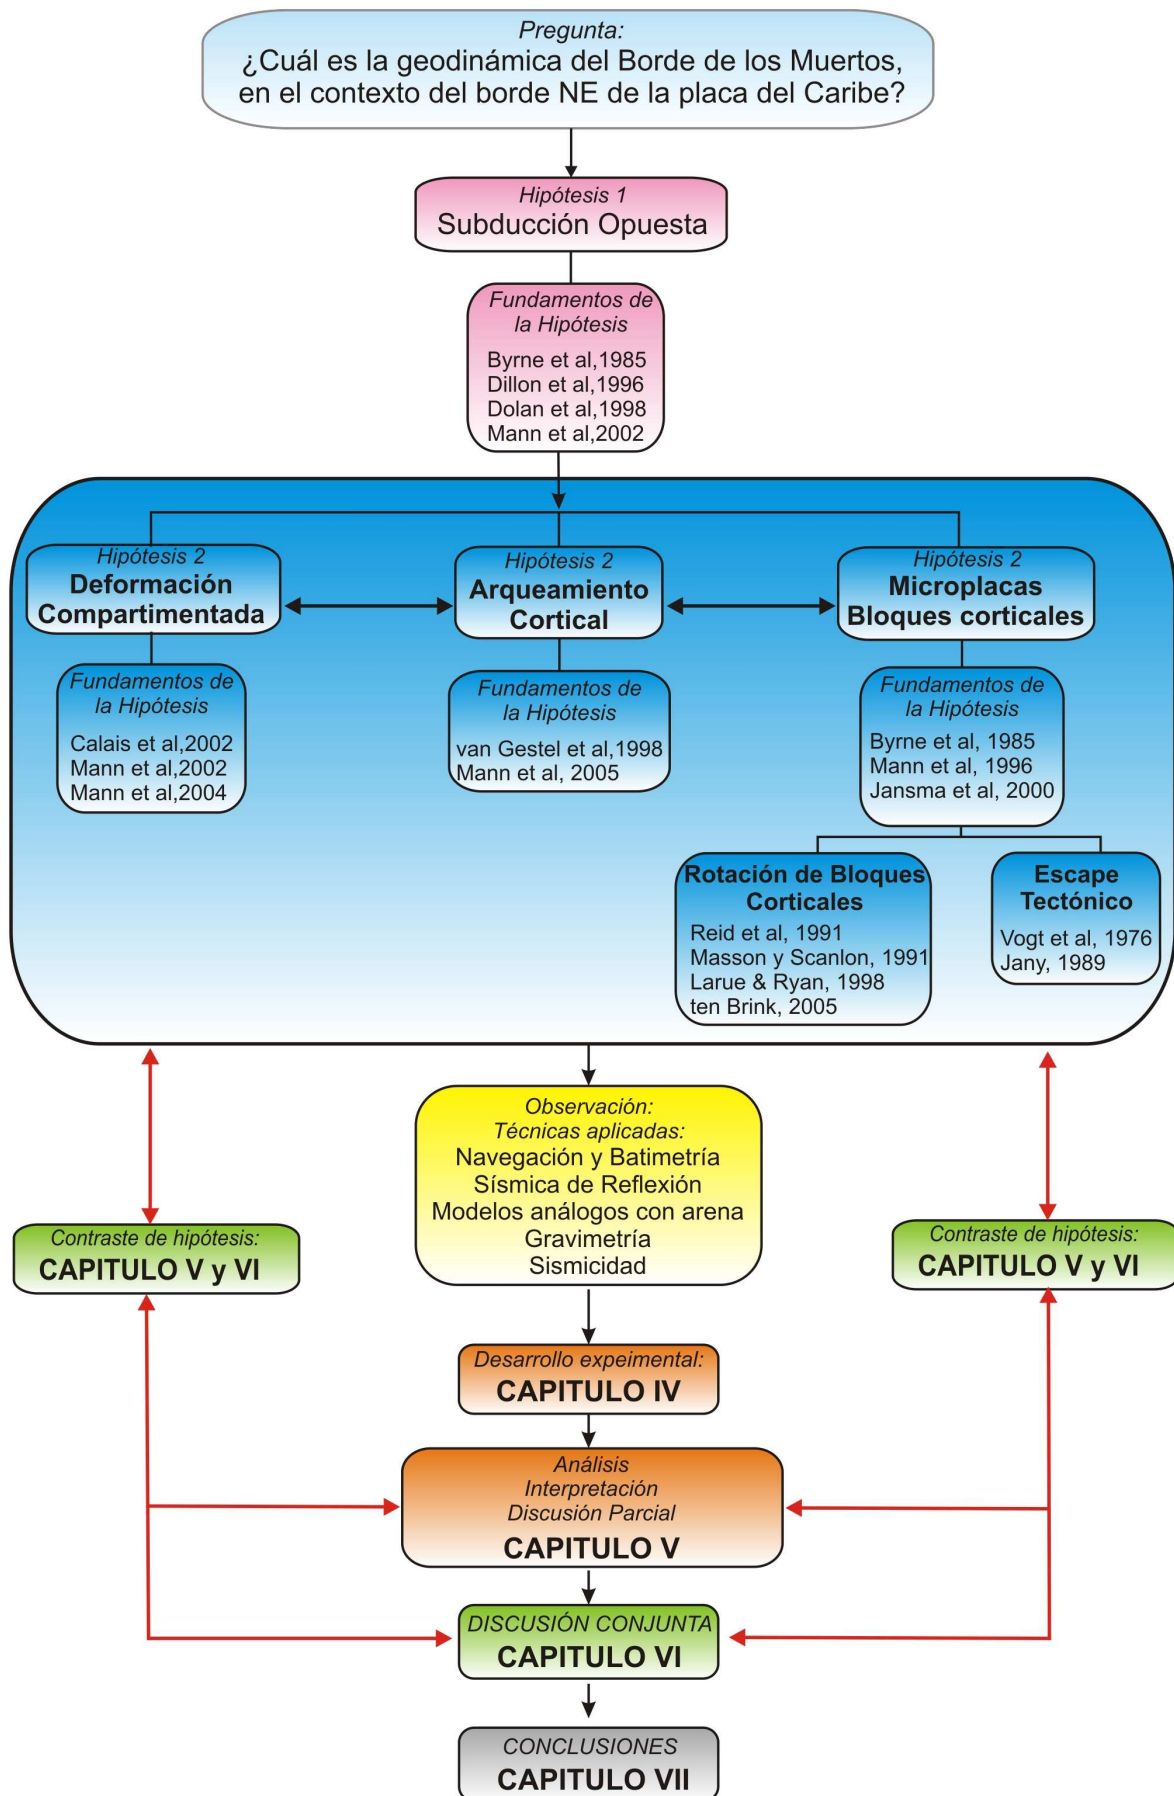 Pregunta:
¿Cuál es la geodinámica del Borde de los Muertos,
en el contexto del borde NE de la placa del Caribe?
Hipótesis 1
Subducción Opuesta
Fundamentos de
la Hipótesis
Byrne et al,1985
Dillon et al,1996
Dolan et al,1998
Mann et al,2002
Hipótesis 2
Deformación
Compartimentada
Hipótesis 2
Arqueamiento
Cortical
Hipótesis 2
Microplacas
Bloques corticales
Fundamentos de
la Hipótesis
Calais et al,2002
Mann et al,2002
Mann et al,2004
Fundamentos de
la Hipótesis
van Gestel et al,1998
Mann et al, 2005
Fundamentos de
la Hipótesis
Byrne et al, 1985
Mann et al, 1996
Jansma et al, 2000
Rotación de Bloques
Corticales
Reid et al, 1991
Masson y Scanlon, 1991
Larue & Ryan, 1998
ten Brink, 2005
Escape
Tectónico
Vogt et al, 1976
Jany, 1989
Observación:
Técnicas aplicadas:
Navegación y Batimetría
Sísmica de Reflexión
Modelos análogos con arena
Gravimetría
Sismicidad
Contraste de hipótesis:
CAPITULO V y VI
Contraste de hipótesis:
CAPITULO V y VI
Desarrollo expeimental:
CAPITULO IV
Análisis
Interpretación
Discusión Parcial
CAPITULO V
DISCUSIÓN CONJUNTA
CAPITULO VI
CONCLUSIONES
CAPITULO VII